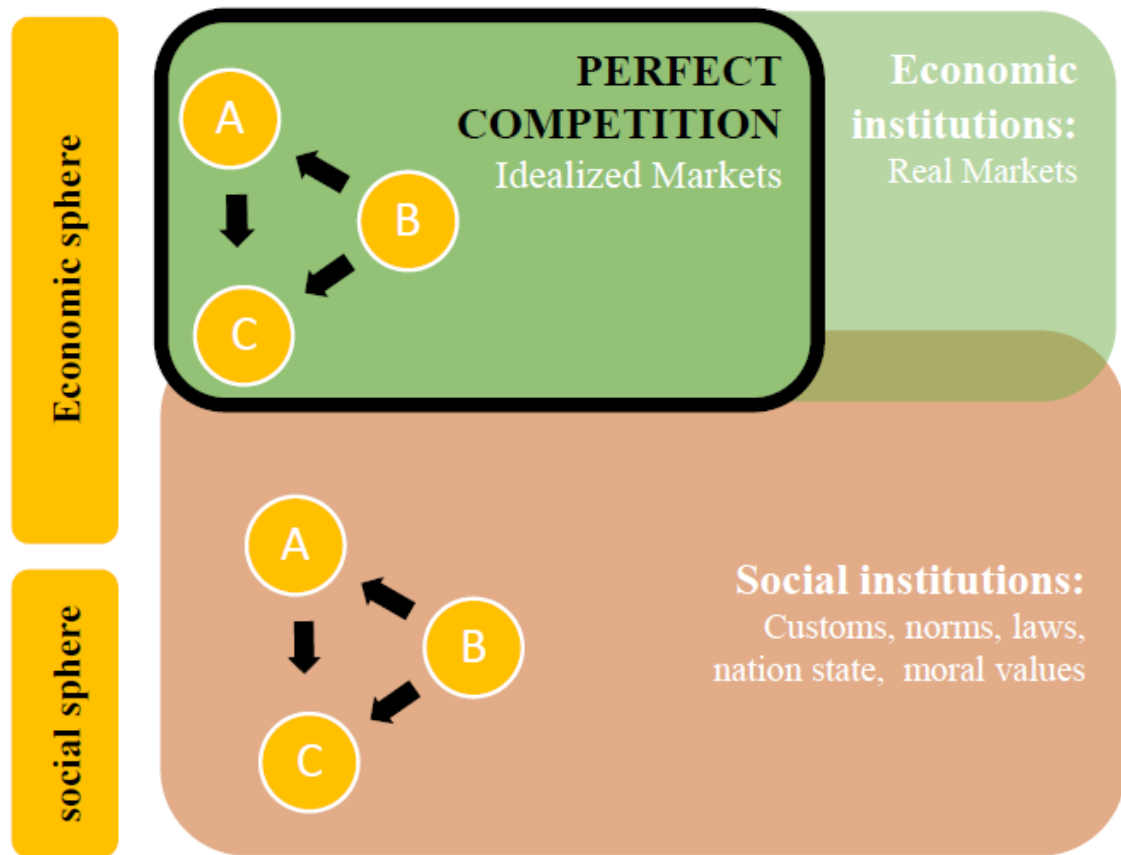 Economic sphere
PERFECT
COMPETITION
Idealized Markets
A
B
C
Economic
institutions:
Real Markets
social sphere
A
B
C
Social institutions:
Customs, norms, laws,
nation state,  moral values